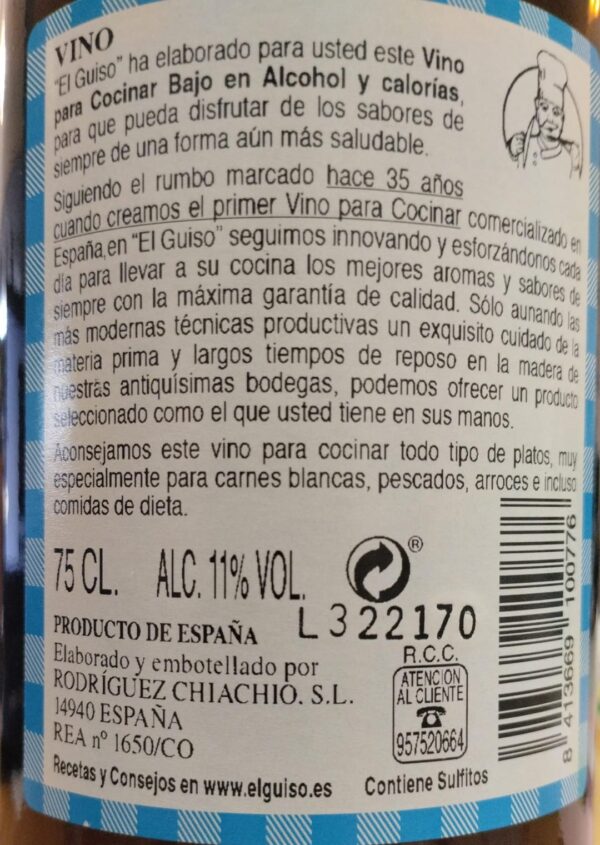 VINO
"El Guiso" ha elaborado para usted este Vino
para Cocinar Bajo en Alcohol y calorías,
para que pueda disfrutar de los sabores de
siempre de una forma aún más saludable.
Siguiendo el rumbo marcado hace 35 años
cuando creamos el primer Vino para Cocinar comercializado en
España,en "El Guiso" seguimos innovando y esforzándonos cada
día para llevar a su cocina los mejores aromas y sabores de
siempre con la máxima garantía de calidad. Sólo aunando las
más modernas técnicas productivas un exquisito cuidado de la
materia prima y largos tiempos de reposo en la madera de
nuestras antiquísimas bodegas, podemos ofrecer un producto
seleccionado como el que usted tiene en sus manos.
Aconsejamos este vino para cocinar todo tipo de platos, muy
especialmente para carnes blancas, pescados, arroces e incluso
comidas de dieta.
75 CL. ALC. 11% VOL. ®
L 322170
PRODUCTO DE ESPAÑA
Elaborado y embotellado por
RODRÍGUEZ CHIACHIO. S.L.
14940 ESPAÑA
REA nº 1650/CO
R.C.C.
ATENCION
AL CLIENTE
957520664
Recetas y Consejos en www.elguiso.es
Contiene Sulfitos
8 413669 100776